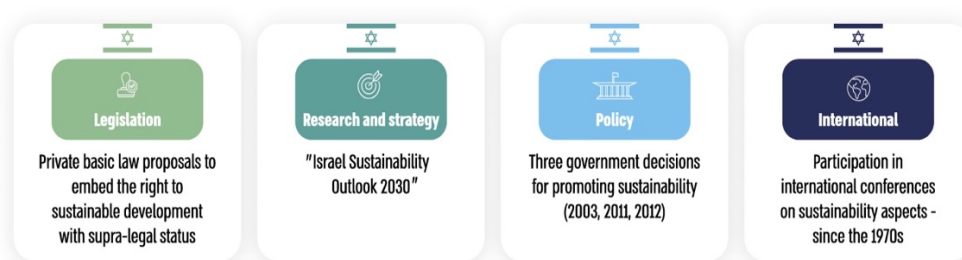 Legislation
Private basic law proposals to
embed the right to
sustainable development
with supra-legal status
Research and strategy
"Israel Sustainability
Outlook 2030"
Policy
Three government decisions
for promoting sustainability
(2003, 2011, 2012)
International
Participation in
international conferences
on sustainability aspects -
since the 1970s